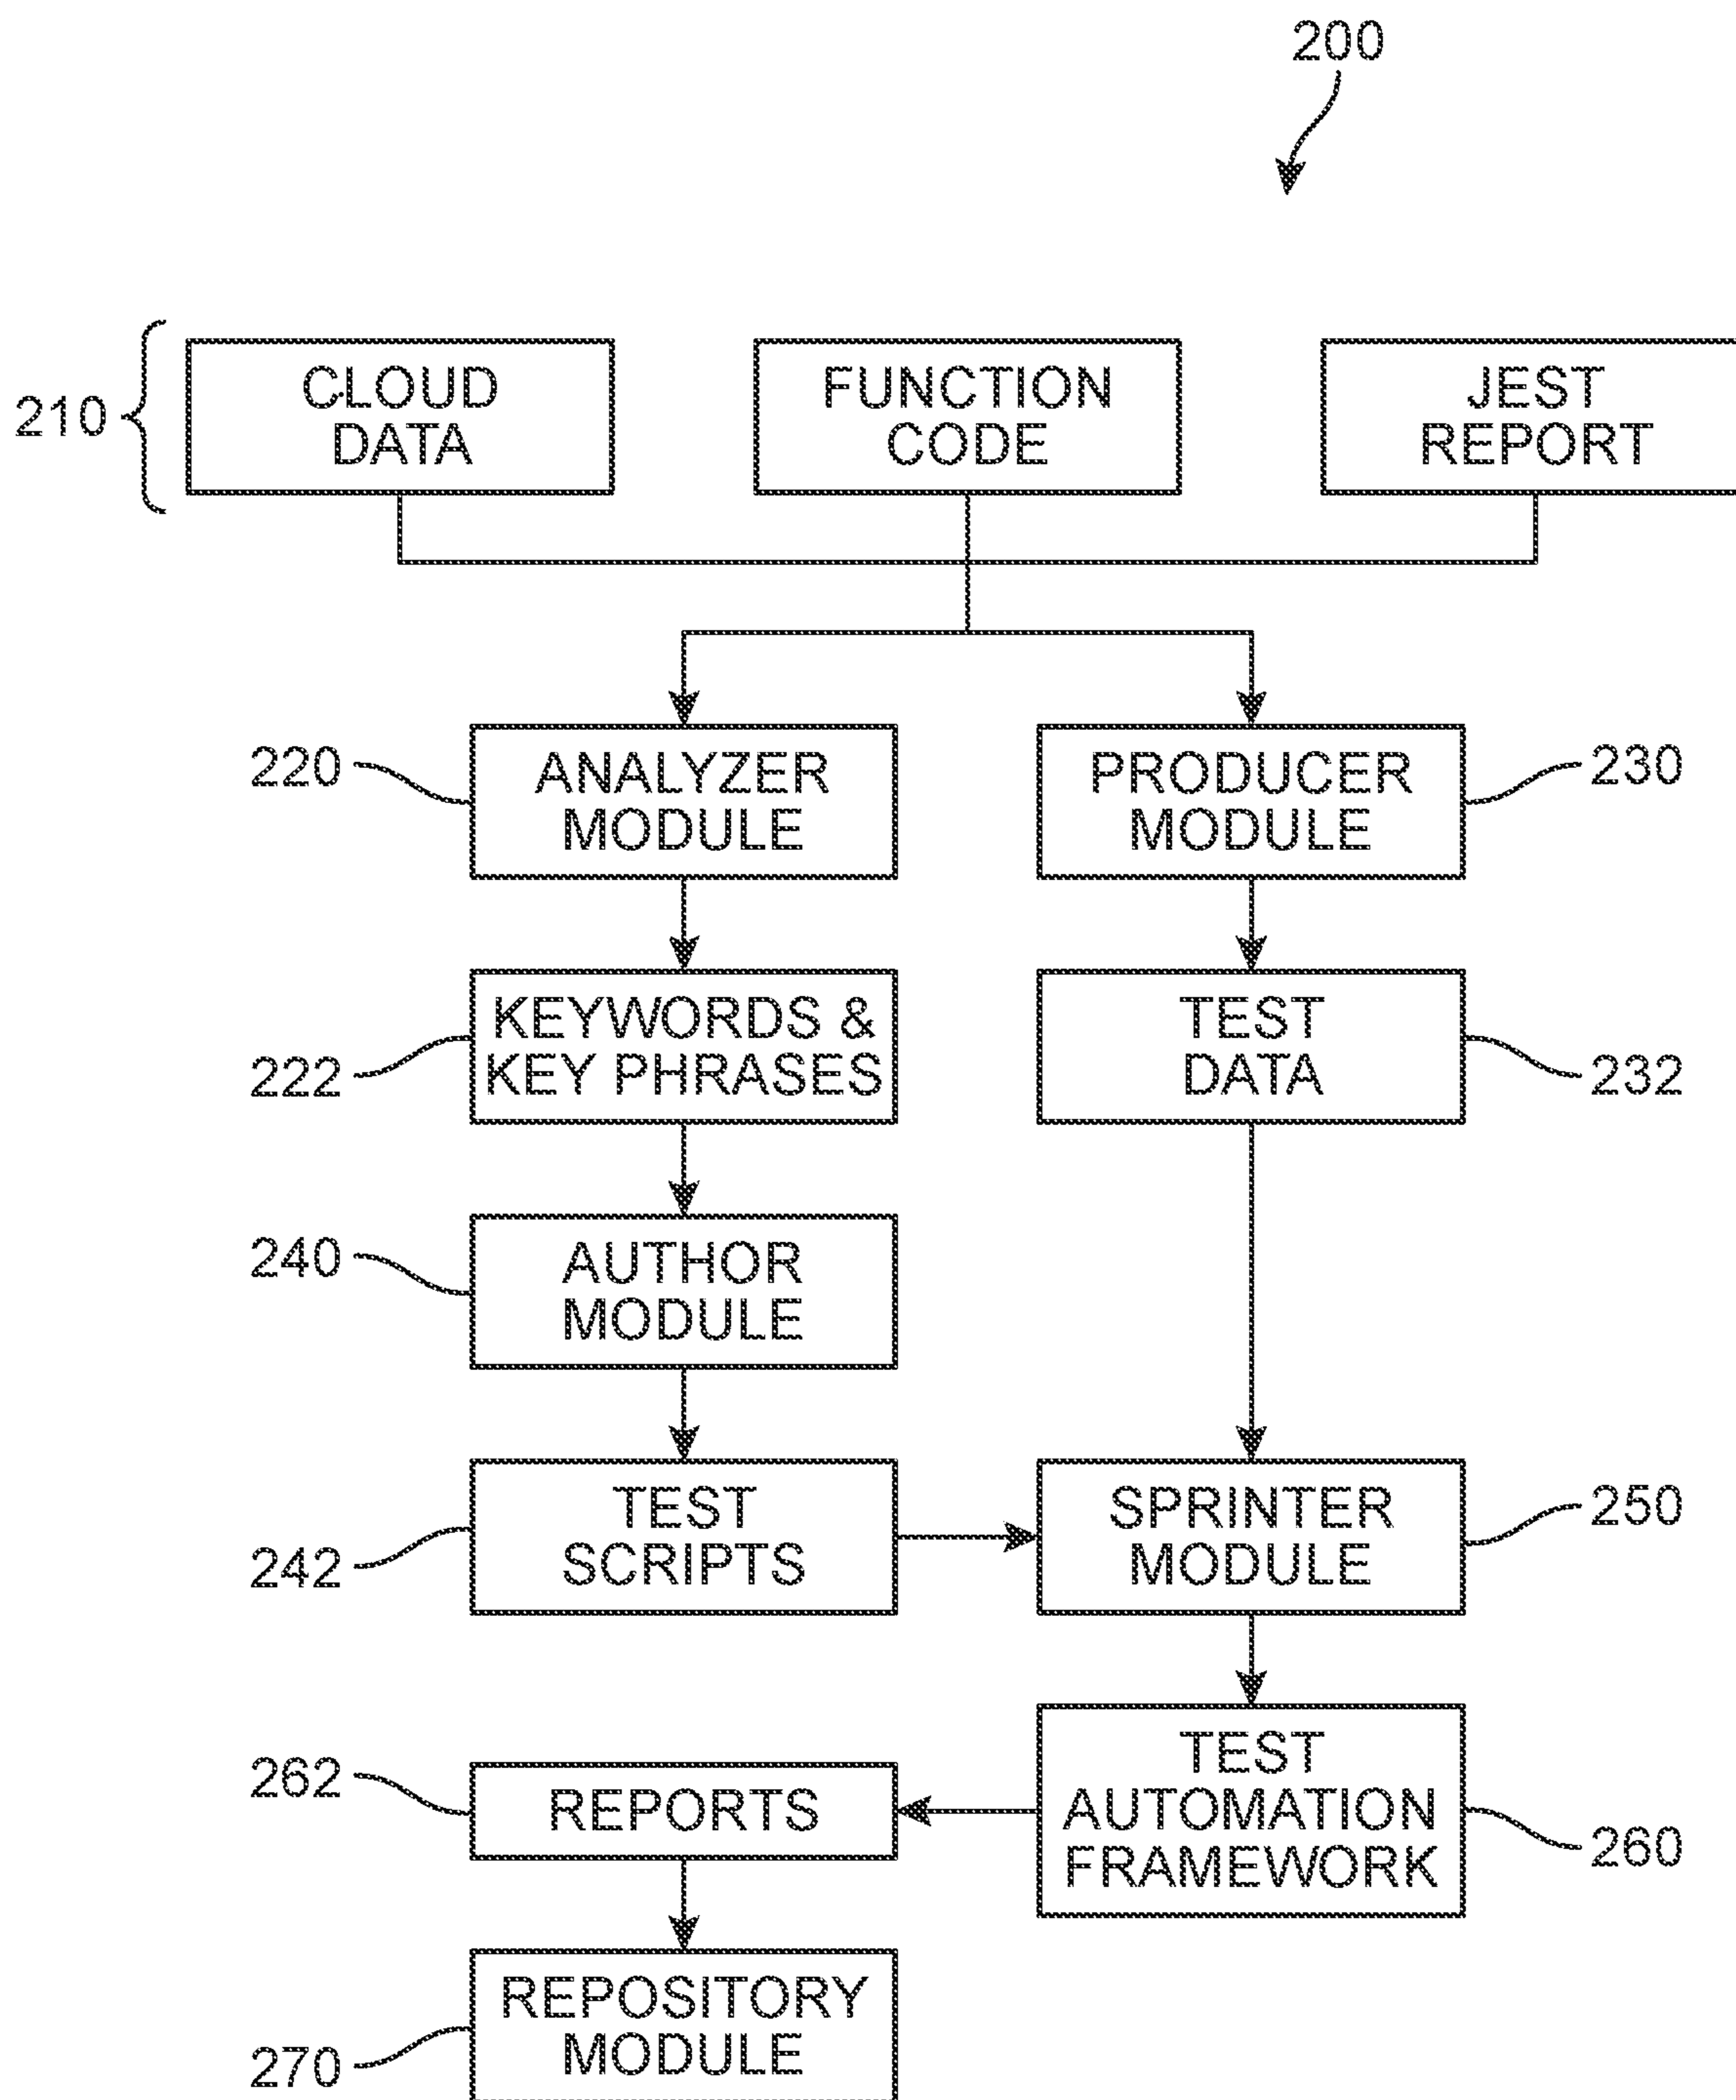 200
210
CLOUD
DATA
FUNCTION
CODE
JEST
REPORT
220
ANALYZER
MODULE
PRODUCER
MODULE
230
222
KEYWORDS &
KEY PHRASES
TEST
DATA
232
240
AUTHOR
MODULE
242
TEST
SCRIPTS
SPRINTER
MODULE
250
262
REPORTS
TEST
AUTOMATION
FRAMEWORK
260
270
REPOSITORY
MODULE